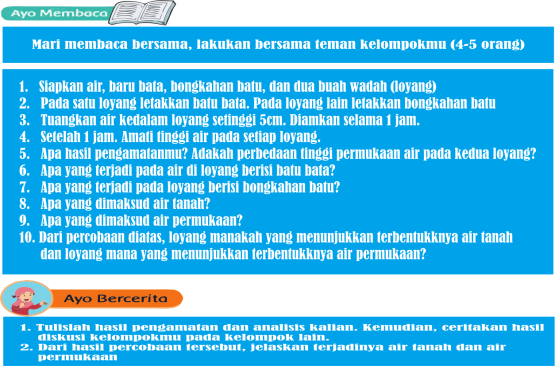 Ayo Membaca
Mari membaca bersama, lakukan bersama teman kelompokmu (4-5 orang)
1. Siapkan air, baru bata, bongkahan batu, dan dua buah wadah (loyang)
2. Pada satu loyang letakkan batu bata. Pada loyang lain letakkan bongkahan batu
3. Tuangkan air kedalam loyang setinggi 5cm. Diamkan selama 1 jam.
4. Setelah 1 jam. Amati tinggi air pada setiap loyang.
5. Apa hasil pengamatanmu? Adakah perbedaan tinggi permukaan air pada kedua loyang?
6. Apa yang terjadi pada air di loyang berisi batu bata?
7. Apa yang terjadi pada loyang berisi bongkahan batu?
8. Apa yang dimaksud air tanah?
9. Apa yang dimaksud air permukaan?
10. Dari percobaan diatas, loyang manakah yang menunjukkan terbentukknya air tanah
dan loyang mana yang menunjukkan terbentukknya air permukaan?
Ayo Bercerita
1. Tulislah hasil pengamatan dan analisis kalian. Kemudian, ceritakan hasil
diskusi kelompokmu pada kelompok lain.
2. Dari hasil percobaan tersebut, jelaskan terjadinya air tanah dan air
permukaan